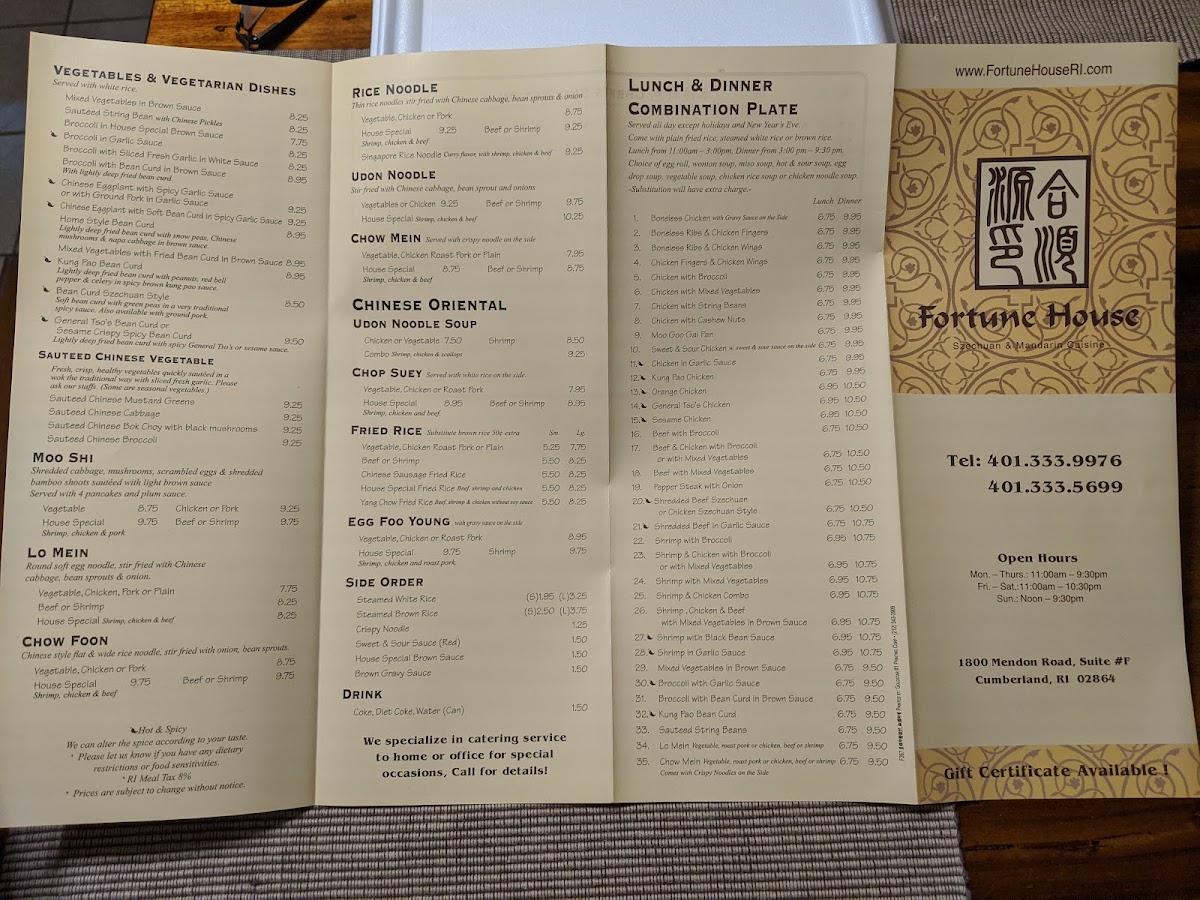 VEGETABLES & VEGETARIAN DISHES
Served with white rice.
Mixed Vegetables in Brown Sauce 8.25
Sauteed String Bean with Chinese Pickles 8.25
Broccoli in House Special Brown Sauce 7.75
Broccoli in Garlic Sauce 8.25
Broccoli with Sliced Fresh Garlic in White Sauce 8.25
Broccoli with Bean Curd in Brown Sauce 8.95
With lightly deep fried bean curd.
Chinese Eggplant with Spicy Garlic Sauce
or with Ground Pork in Garlic Sauce 9.25
Chinese Eggplant with Soft Bean Curd in Spicy Garlic Sauce 9.25
Home Style Bean Curd 8.95
Lightly deep fried bean curd with snow peas, Chinese
mushrooms & napa cabbage in brown sauce.
Mixed Vegetables with Fried Bean Curd in Brown Sauce 8.95
Kung Pao Bean Curd 8.95
Lightly deep fried bean curd with peanuts, red bell
pepper & celery in spicy brown kung pao sauce.
Bean Curd Szechuan Style 8.50
Soft bean curd with green peas in a very traditional
spicy sauce. Also available with ground pork.
General Tso's Bean Curd or
Sesame Crispy Spicy Bean Curd 9.50
Lightly deep fried bean curd with spicy General Tso's or sesame sauce.
SAUTEED CHINESE VEGETABLE
Fresh, crisp, healthy vegetables quickly sautéed in a
wok the traditional way with sliced fresh garlic. Please
ask our staffs. (Some are seasonal vegetables.)
Sauteed Chinese Mustard Greens 9.25
Sauteed Chinese Cabbage 9.25
Sauteed Chinese Bok Choy with black muehrooms 9.25
Sauteed Chinese Broccoli 9.25
MOO SHI
Shredded cabbage, mushrooms, scrambled eggs & shredded
bamboo shoots sautéed with light brown sauce
Served with 4 pancakes and plum sauce.
Vegetable 8.75 Chicken or Pork 9.25
House Special 9.75 Beef or Shrimp 9.75
Shrimp, chicken & pork
LO MEIN
Round soft egg noodle, stir fried with Chinese
cabbage, bean sprouts & onion.
Vegetable, Chicken, Pork or Plain 7.75
Beef or Shrimp 8.25
House Special Shrimp, chicken & beef 8.25
CHOW FOON
Chinese style flat & wide rice noodle, stir fried with onion, bean sprouts.
Vegetable, Chicken or Pork 8.75
House Special 9.75 Beef or Shrimp 9.75
Shrimp, chicken & beef
Hot & Spicy
We can alter the spice according to your taste.
* Please let us know if you have any dietary
restrictions or food sensitivities.
* RI Meal Tax 8%
* Prices are subject to change without notice.
RICE NOODLE
Thin rice noodles stir fried with Chinese cabbage, bean sprouts & onion
Vegetable, Chicken or Pork 8.75
House Special 9.25 Beef or Shrimp 9.25
Shrimp, chicken & beef
Singapore Rice Noodle Curry flavor, with shrimp, chicken & beef 9.25
UDON NOODLE
Stir fried with Chinese cabbage, bean sprout and onions
Vegetables or Chicken 9.25 Beef or Shrimp 9.75
House Special Shrimp, chicken & beef 10.25
CHOW MEIN Served with crispy noodle on the side
Vegetable, Chicken Roast Pork or Plain 7.95
House Special 8.75 Beef or Shrimp 8.75
Shrimp, chicken & beef
CHINESE ORIENTAL
UDON NOODLE SOUP
Chicken or Vegetable 7.50 Shrimp 8.50
Combo Shrimp, chicken & scallops 9.25
CHOP SUEY Served with white rice on the side.
Vegetable, Chicken or Roast Pork 7.95
House Special 8.95 Beef or Shrimp 8.95
Shrimp, chicken and beef.
FRIED RICE Substitute brown rice 50¢ extra Sm. Lg.
Vegetable, Chicken Roast Pork or Plain 5.25 7.75
Beef or Shrimp 5.50 8.25
Chinese Sausage Fried Rice 5.50 8.25
House Special Fried Rice Beef, shrimp and chicken 5.50 8.25
Yang Chow Fried Rice Beef, shrimp & chicken without soy sauce 5.50 8.25
EGG FOO YOUNG with gravy sauce on the side
Vegetable, Chicken or Roast Pork 8.95
House Special 9.75 Shrimp 9.75
Shrimp, chicken and roast pork.
SIDE ORDER
Steamed White Rice (S)1.95 (L)3.25
Steamed Brown Rice (S)2.50 (L)3.75
Crispy Noodle 1.25
Sweet & Sour Sauce (Red) 1.50
House Special Brown Sauce 1.50
Brown Gravy Sauce 1.50
DRINK
Coke, Diet Coke, Water (Can) 1.50
We specialize in catering service
to home or office for special
occasions, Call for details!
LUNCH & DINNER
COMBINATION PLATE
Served all day except holidays and New Year's Eve.
Come with plain fried rice, steamed white rice or brown rice.
Lunch from 11:00am – 3:00pm, Dinner from 3:00 pm – 9:30 pm.
Choice of egg roll, wonton soup, miso soup, hot & sour soup, egg
drop soup, vegetable soup, chicken rice soup or chicken noodle soup.
-Substitution will have extra charge.-
Lunch Dinner
1. Boneless Chicken with Gravy Sauce on the Side 6.75 9.95
2. Boneless Ribs & Chicken Fingers 6.75 9.95
3. Boneless Ribs & Chicken Wings 6.75 9.95
4. Chicken Fingers & Chicken Wings 6.75 9.95
5. Chicken with Broccoli 6.75 9.95
6. Chicken with Mixed Vegetables 6.75 9.95
7. Chicken with String Beans 6.75 9.95
8. Chicken with Cashew Nuts 6.75 9.95
9. Moo Goo Gai Pan 6.75 9.95
10. Sweet & Sour Chicken w. sweet & sour sauce on the side 6.75 9.95
11. Chicken in Garlic Sauce 6.75 9.95
12. Kung Pao Chicken 6.75 9.95
13. Orange Chicken 6.95 10.50
14. General Tso's Chicken 6.95 10.50
15. Sesame Chicken 6.95 10.50
16. Beef with Broccoli 6.75 10.50
17. Beef & Chicken with Broccoli
or with Mixed Vegetables 6.75 10.50
18. Beef with Mixed Vegetables 6.75 10.50
19. Pepper Steak with Onion 6.75 10.50
20. Shredded Beef Szechuan
or Chicken Szechuan Style 6.75 10.50
21. Shredded Beef in Garlic Sauce 6.75 10.75
22. Shrimp with Broccoli 6.95 10.75
23. Shrimp & Chicken with Broccoli
or with Mixed Vegetables 6.95 10.75
24. Shrimp with Mixed Vegetables 6.95 10.75
25. Shrimp & Chicken Combo 6.95 10.75
26. Shrimp, Chicken & Beef
with Mixed Vegetables in Brown Sauce 6.95 10.75
27. Shrimp with Black Bean Sauce 6.95 10.75
28. Shrimp in Garlic Sauce 6.95 10.75
29. Mixed Vegetables in Brown Sauce 6.75 9.50
30. Broccoli with Garlic Sauce 6.75 9.50
31. Broccoli with Bean Curd in Brown Sauce 6.75 9.50
32. Kung Pao Bean Curd 6.75 9.50
33. Sauteed String Beans 6.75 9.50
34. Lo Mein Vegetable, roast pork or chicken, beef or shrimp 6.75 9.50
35. Chow Mein Vegetable, roast pork or chicken, beef or shrimp 6.75 9.50
Comes with Crispy Noodles on the Side
www.FortuneHouseRI.com
合順
Fortune House
Szechuan & Mandarin Cuisine
Tel: 401.333.9976
401.333.5699
Open Hours
Mon. – Thurs.: 11:00am – 9:30pm
Fri. – Sat.:11:00am – 10:30pm
Sun.: Noon – 9:30pm
1800 Mendon Road, Suite #F
Cumberland, RI 02864
Gift Certificate Available !